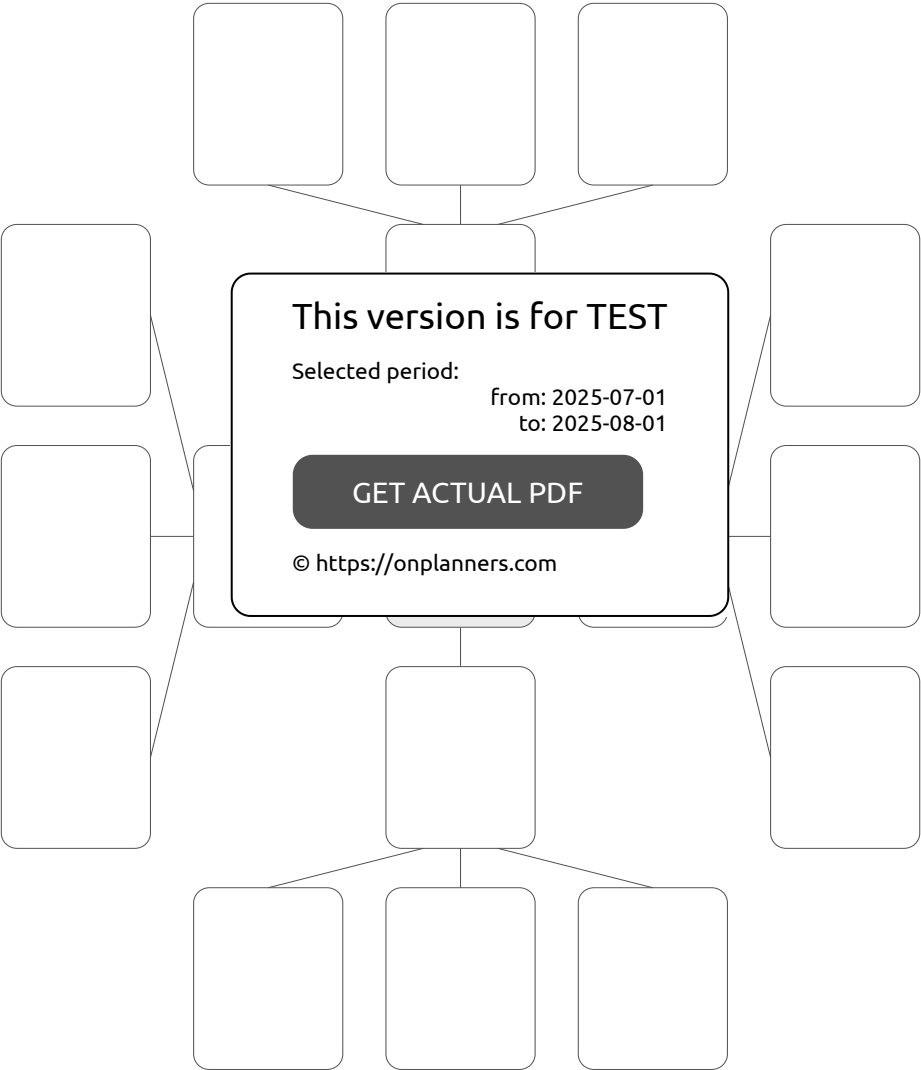 This version is for TEST
Selected period:
from: 2025-07-01
to: 2025-08-01
GET ACTUAL PDF
© https://onplanners.com